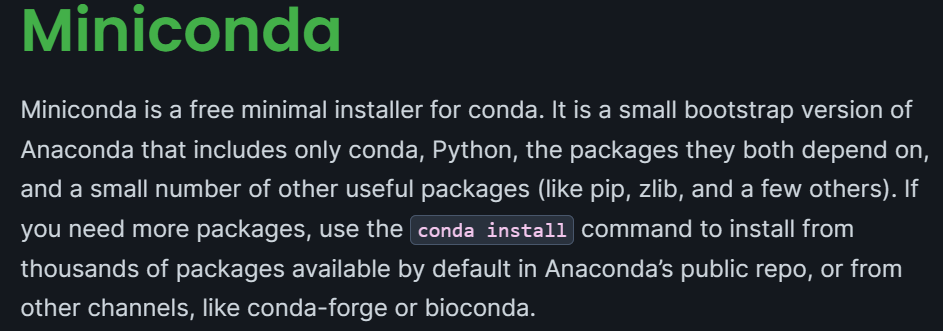 Miniconda
Miniconda is a free minimal installer for conda. It is a small bootstrap version of
Anaconda that includes only conda, Python, the packages they both depend on,
and a small number of other useful packages (like pip, zlib, and a few others). If
you need more packages, use the conda install command to install from
thousands of packages available by default in Anaconda’s public repo, or from
other channels, like conda-forge or bioconda.